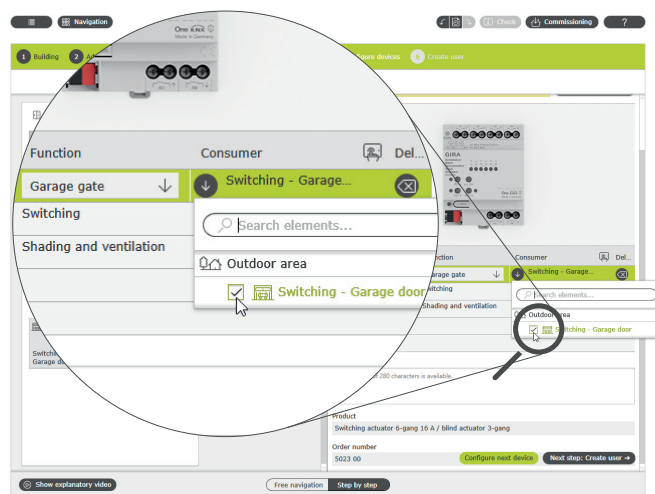 Navigation
Check
Commissioning
?
1 Building
2
figure devices
6 Create user
One KNX
Made in Germany
Function
Consumer
Del...
Garage gate
Switching - Garage...
Switching
Search elements...
Shading and ventilation
Outdoor area
Switching - Garage door
GIRA
One KNX
Consumer
Del...
Garage gate
Switching - Garage...
Search elements...
Shading and ventilation
Outdoor area
Switching - Garage door
Garage
280 characters is available.
Product
Switching actuator 6-gang 16 A / blind actuator 3-gang
Order number
5023 00
Configure next device
Next step: Create user →
Show explanatory video
Free navigation
Step by step